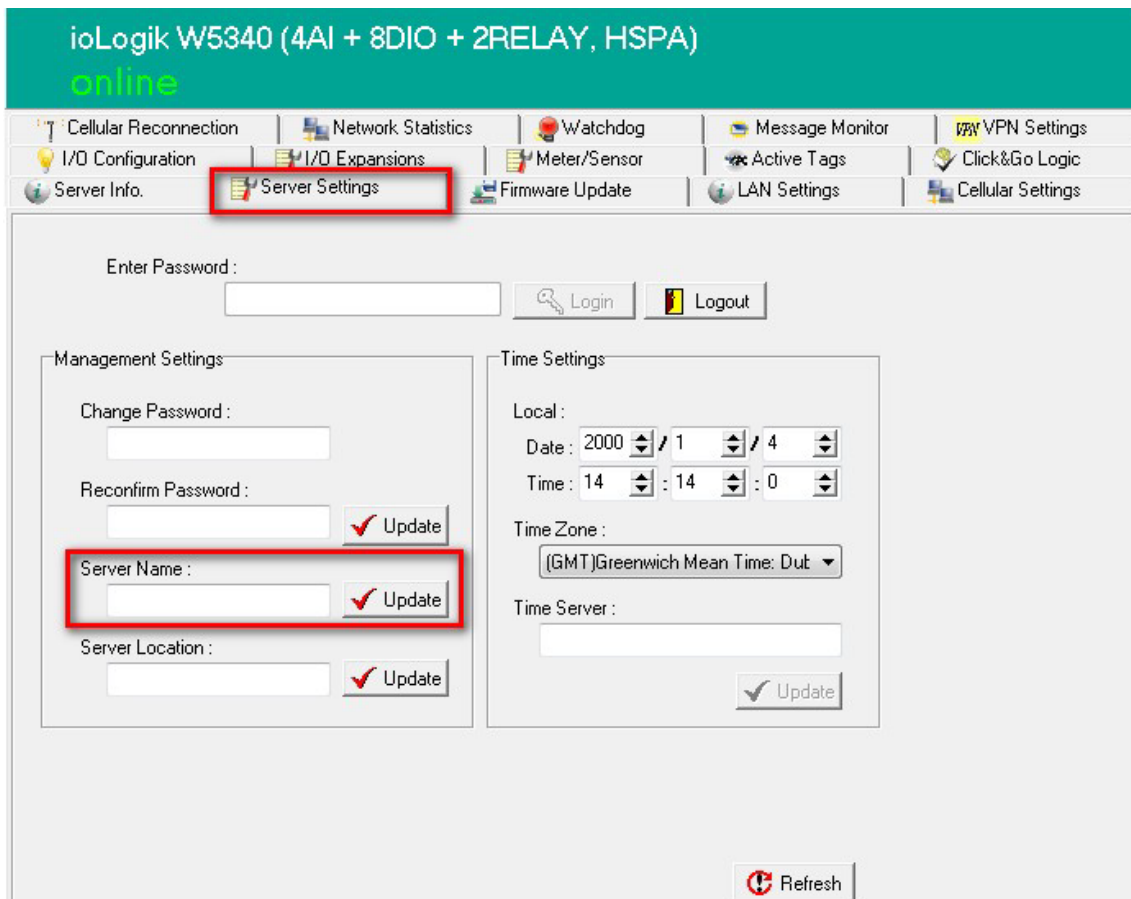 ioLogik W5340 (4AI + 8DIO + 2RELAY, HSPA)
online
Cellular Reconnection Network Statistics Watchdog Message Monitor VPN VPN Settings
I/O Configuration I/O Expansions Meter/Sensor Active Tags Click&Go Logic
Server Info. Server Settings Firmware Update LAN Settings Cellular Settings
Enter Password :
Login Logout
Management Settings
Change Password :
Reconfirm Password :
Update
Server Name :
Update
Server Location :
Update
Time Settings
Local :
Date : 2000 / 1 / 4
Time : 14 : 14 : 0
Time Zone :
(GMT)Greenwich Mean Time: Dub
Time Server :
Update
Refresh